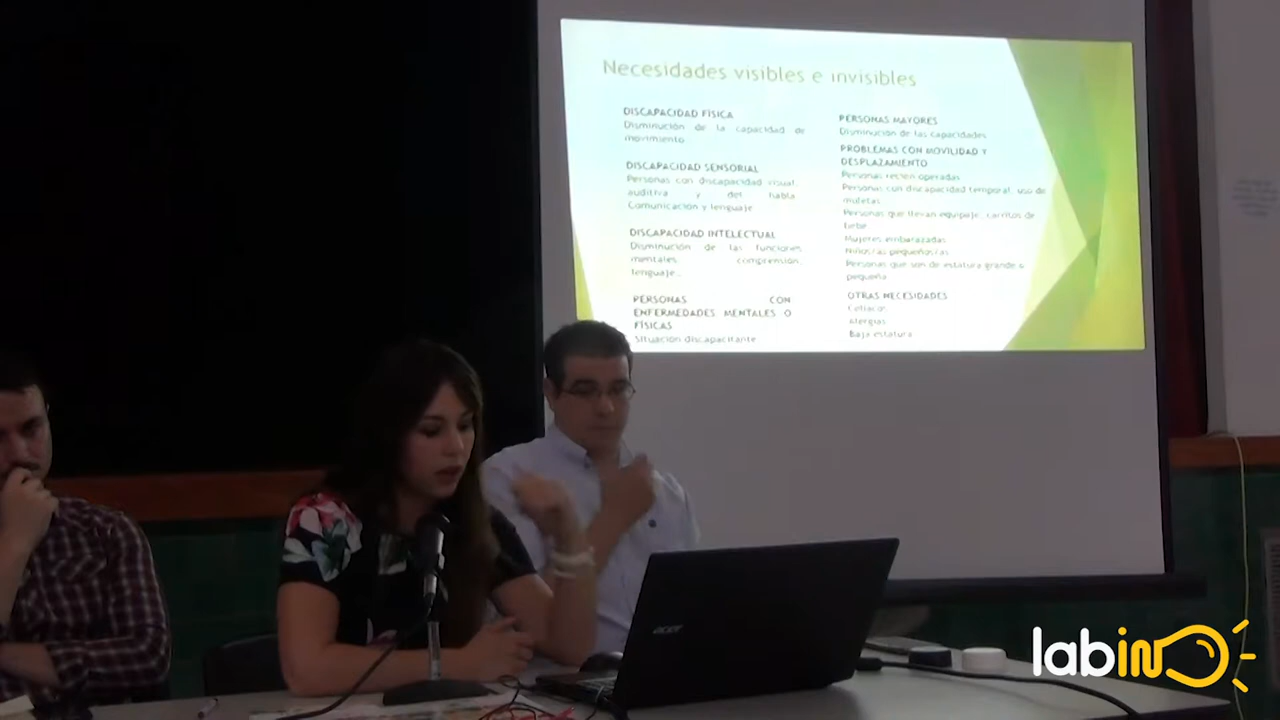 Necesidades visibles e invisibles
DISCAPACIDAD FÍSICA
Disminución de la capacidad de
movimiento
DISCAPACIDAD SENSORIAL
Personas con discapacidad visual,
auditiva y del habla
Comunicación y lenguaje
DISCAPACIDAD INTELECTUAL
Disminución de las funciones
mentales comprensión,
lenguaje...
PERSONAS CON
ENFERMEDADES MENTALES O
FÍSICAS
Situación discapacitante
PERSONAS MAYORES
Disminución de las capacidades
PROBLEMAS CON MOVILIDAD Y
DESPLAZAMIENTO
Personas recién operadas
Personas con discapacidad temporal, uso de
muletas
Personas que llevan equipaje, carritos de
bebé
Mujeres embarazadas
Niños/as pequeños/as
Personas que son de estatura grande o
pequeña
OTRAS NECESIDADES
Celíacos
Alergias
Baja estatura
acer
labin